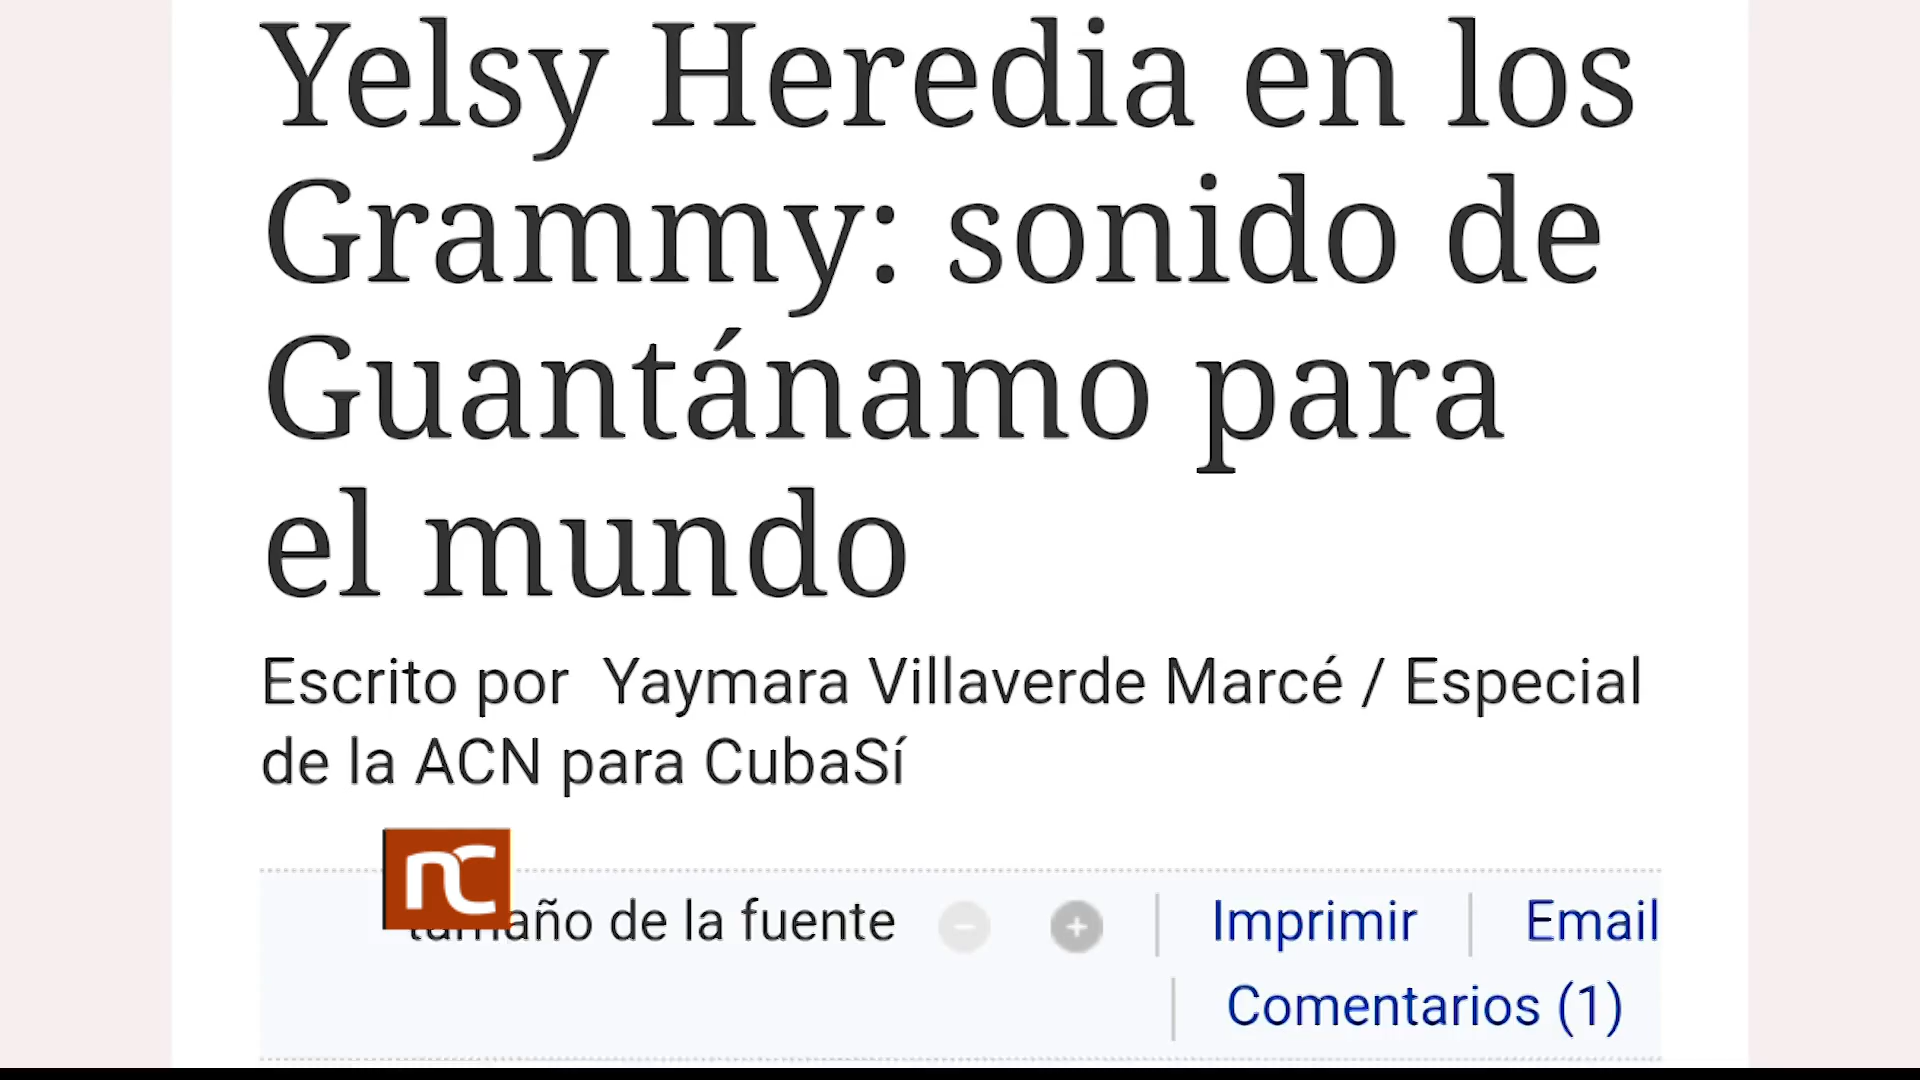 Yelsy Heredia en los
Grammy: sonido de
Guantánamo para
el mundo
Escrito por Yaymara Villaverde Marcé / Especial
de la ACN para CubaSí
nc
tamaño de la fuente Imprimir Email
Comentarios (1)